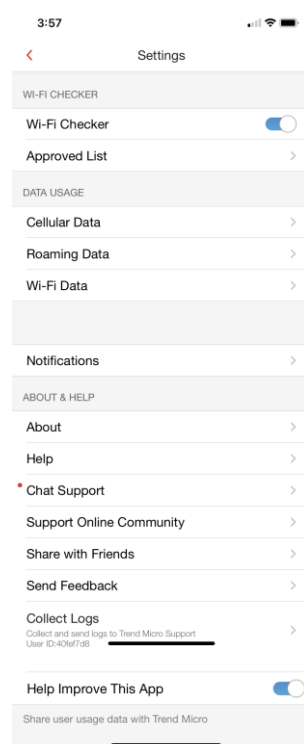 3:57
Settings
WI-FI CHECKER
Wi-Fi Checker
Approved List
DATA USAGE
Cellular Data
Roaming Data
Wi-Fi Data
Notifications
ABOUT & HELP
About
Help
Chat Support
Support Online Community
Share with Friends
Send Feedback
Collect Logs
Collect and send logs to Trend Micro Support
User ID:40fef7d8
Help Improve This App
Share user usage data with Trend Micro